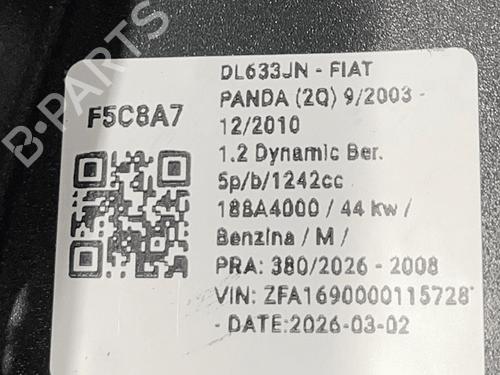 DL633JN - FIAT
F5C8A7
PANDA (2Q) 9/2003 -
12/2010
1.2 Dynamic Ber.
5p/b/1242cc
188A4000 / 44 kw /
Benzina / M /
PRA: 380/2026 - 2008
VIN: ZFA1690000115728
- DATE:2026-03-02
B-PARTS